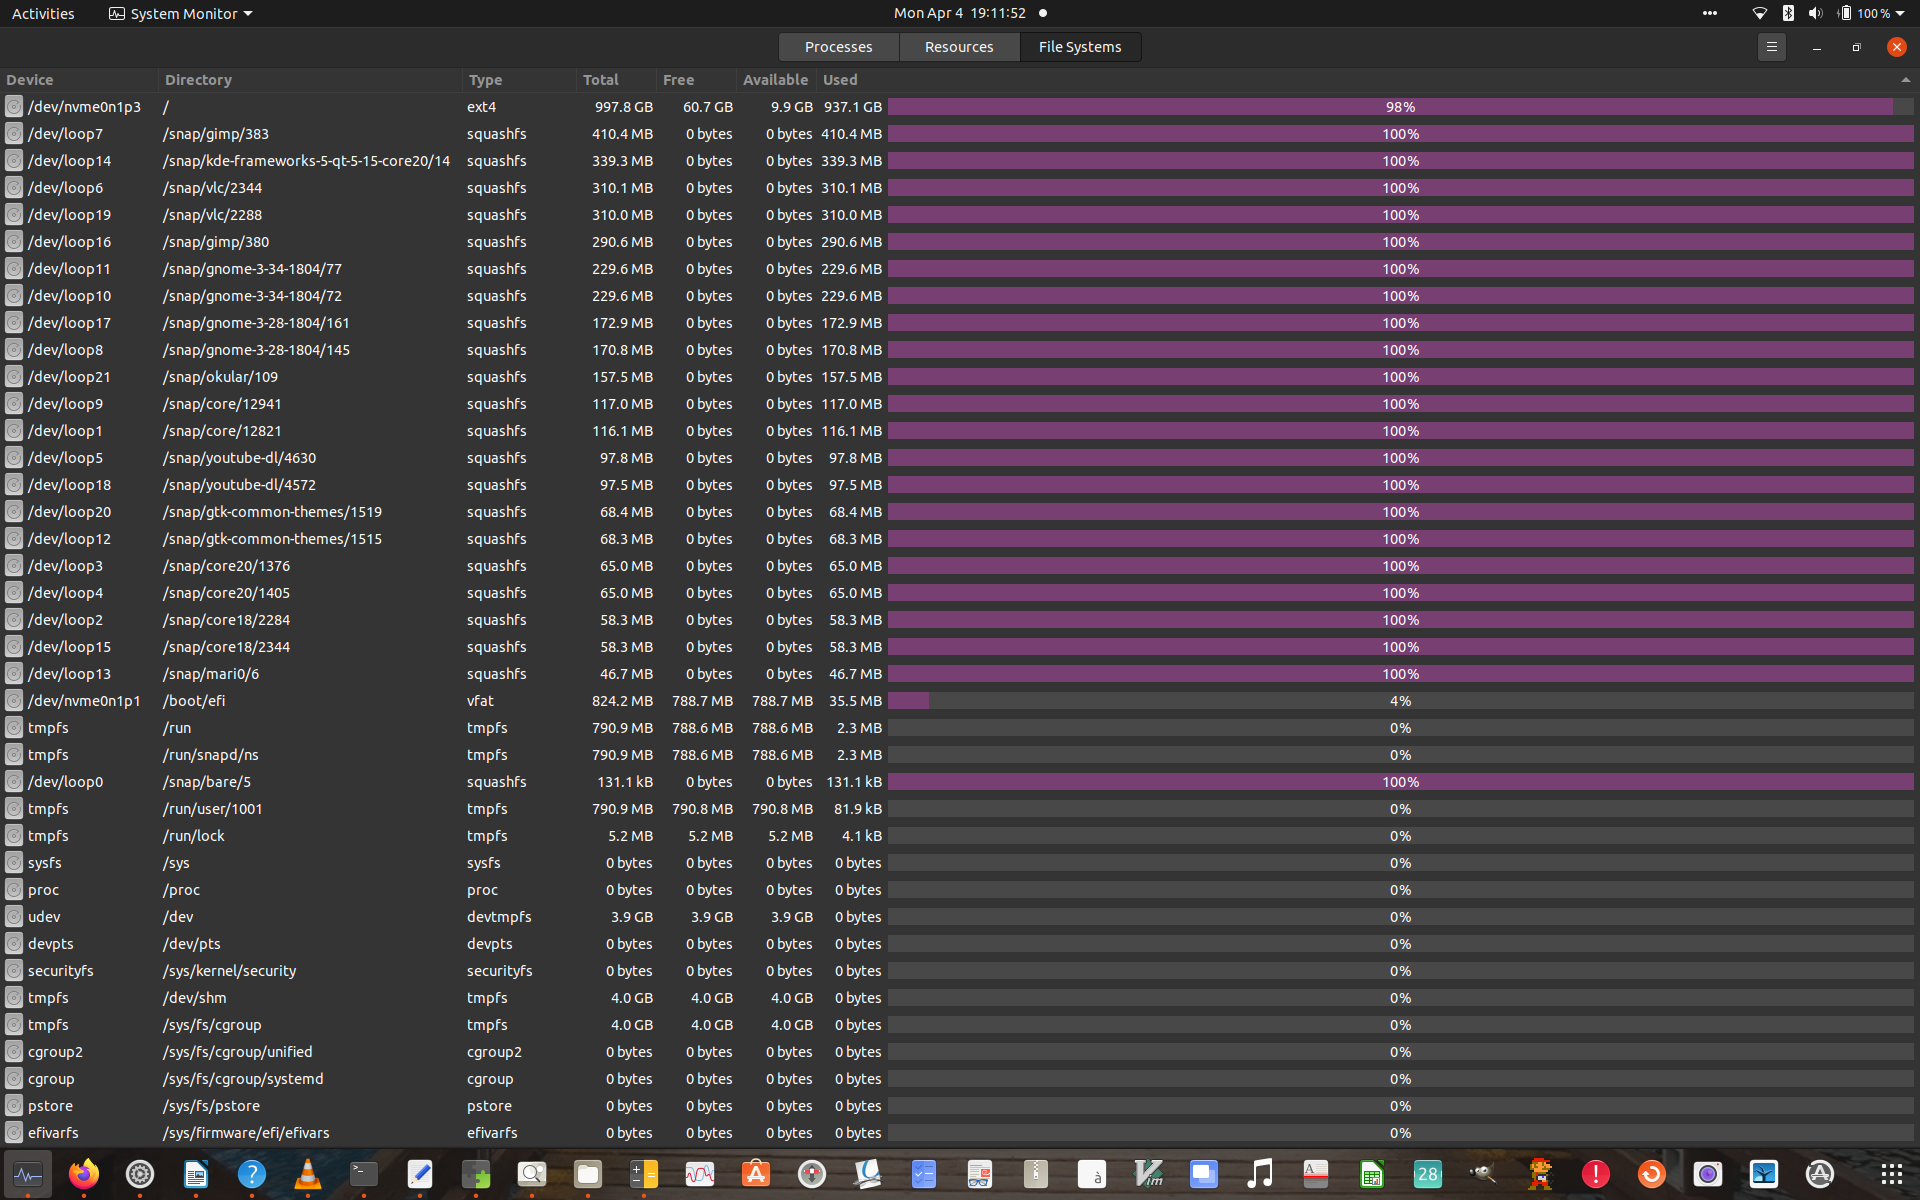 Activities System Monitor Mon Apr 4 19:11:52 100 %
Processes Resources File Systems
Device Directory Type Total Free Available Used
/dev/nvme0n1p3 / ext4 997.8 GB 60.7 GB 9.9 GB 937.1 GB 98%
/dev/loop7 /snap/gimp/383 squashfs 410.4 MB 0 bytes 0 bytes 410.4 MB 100%
/dev/loop14 /snap/kde-frameworks-5-qt-5-15-core20/14 squashfs 339.3 MB 0 bytes 0 bytes 339.3 MB 100%
/dev/loop6 /snap/vlc/2344 squashfs 310.1 MB 0 bytes 0 bytes 310.1 MB 100%
/dev/loop19 /snap/vlc/2288 squashfs 310.0 MB 0 bytes 0 bytes 310.0 MB 100%
/dev/loop16 /snap/gimp/380 squashfs 290.6 MB 0 bytes 0 bytes 290.6 MB 100%
/dev/loop11 /snap/gnome-3-34-1804/77 squashfs 229.6 MB 0 bytes 0 bytes 229.6 MB 100%
/dev/loop10 /snap/gnome-3-34-1804/72 squashfs 229.6 MB 0 bytes 0 bytes 229.6 MB 100%
/dev/loop17 /snap/gnome-3-28-1804/161 squashfs 172.9 MB 0 bytes 0 bytes 172.9 MB 100%
/dev/loop8 /snap/gnome-3-28-1804/145 squashfs 170.8 MB 0 bytes 0 bytes 170.8 MB 100%
/dev/loop21 /snap/okular/109 squashfs 157.5 MB 0 bytes 0 bytes 157.5 MB 100%
/dev/loop9 /snap/core/12941 squashfs 117.0 MB 0 bytes 0 bytes 117.0 MB 100%
/dev/loop1 /snap/core/12821 squashfs 116.1 MB 0 bytes 0 bytes 116.1 MB 100%
/dev/loop5 /snap/youtube-dl/4630 squashfs 97.8 MB 0 bytes 0 bytes 97.8 MB 100%
/dev/loop18 /snap/youtube-dl/4572 squashfs 97.5 MB 0 bytes 0 bytes 97.5 MB 100%
/dev/loop20 /snap/gtk-common-themes/1519 squashfs 68.4 MB 0 bytes 0 bytes 68.4 MB 100%
/dev/loop12 /snap/gtk-common-themes/1515 squashfs 68.3 MB 0 bytes 0 bytes 68.3 MB 100%
/dev/loop3 /snap/core20/1376 squashfs 65.0 MB 0 bytes 0 bytes 65.0 MB 100%
/dev/loop4 /snap/core20/1405 squashfs 65.0 MB 0 bytes 0 bytes 65.0 MB 100%
/dev/loop2 /snap/core18/2284 squashfs 58.3 MB 0 bytes 0 bytes 58.3 MB 100%
/dev/loop15 /snap/core18/2344 squashfs 58.3 MB 0 bytes 0 bytes 58.3 MB 100%
/dev/loop13 /snap/mari0/6 squashfs 46.7 MB 0 bytes 0 bytes 46.7 MB 100%
/dev/nvme0n1p1 /boot/efi vfat 824.2 MB 788.7 MB 788.7 MB 35.5 MB 4%
tmpfs /run tmpfs 790.9 MB 788.6 MB 788.6 MB 2.3 MB 0%
tmpfs /run/snapd/ns tmpfs 790.9 MB 788.6 MB 788.6 MB 2.3 MB 0%
/dev/loop0 /snap/bare/5 squashfs 131.1 kB 0 bytes 0 bytes 131.1 kB 100%
tmpfs /run/user/1001 tmpfs 790.9 MB 790.8 MB 790.8 MB 81.9 kB 0%
tmpfs /run/lock tmpfs 5.2 MB 5.2 MB 5.2 MB 4.1 kB 0%
sysfs /sys sysfs 0 bytes 0 bytes 0 bytes 0 bytes 0%
proc /proc proc 0 bytes 0 bytes 0 bytes 0 bytes 0%
udev /dev devtmpfs 3.9 GB 3.9 GB 3.9 GB 0 bytes 0%
devpts /dev/pts devpts 0 bytes 0 bytes 0 bytes 0 bytes 0%
securityfs /sys/kernel/security securityfs 0 bytes 0 bytes 0 bytes 0 bytes 0%
tmpfs /dev/shm tmpfs 4.0 GB 4.0 GB 4.0 GB 0 bytes 0%
tmpfs /sys/fs/cgroup tmpfs 4.0 GB 4.0 GB 4.0 GB 0 bytes 0%
cgroup2 /sys/fs/cgroup/unified cgroup2 0 bytes 0 bytes 0 bytes 0 bytes 0%
cgroup /sys/fs/cgroup/systemd cgroup 0 bytes 0 bytes 0 bytes 0 bytes 0%
pstore /sys/fs/pstore pstore 0 bytes 0 bytes 0 bytes 0 bytes 0%
efivarfs /sys/firmware/efi/efivars efivarfs 0 bytes 0 bytes 0 bytes 0 bytes 0%
? >_ A à Vim A 28 !